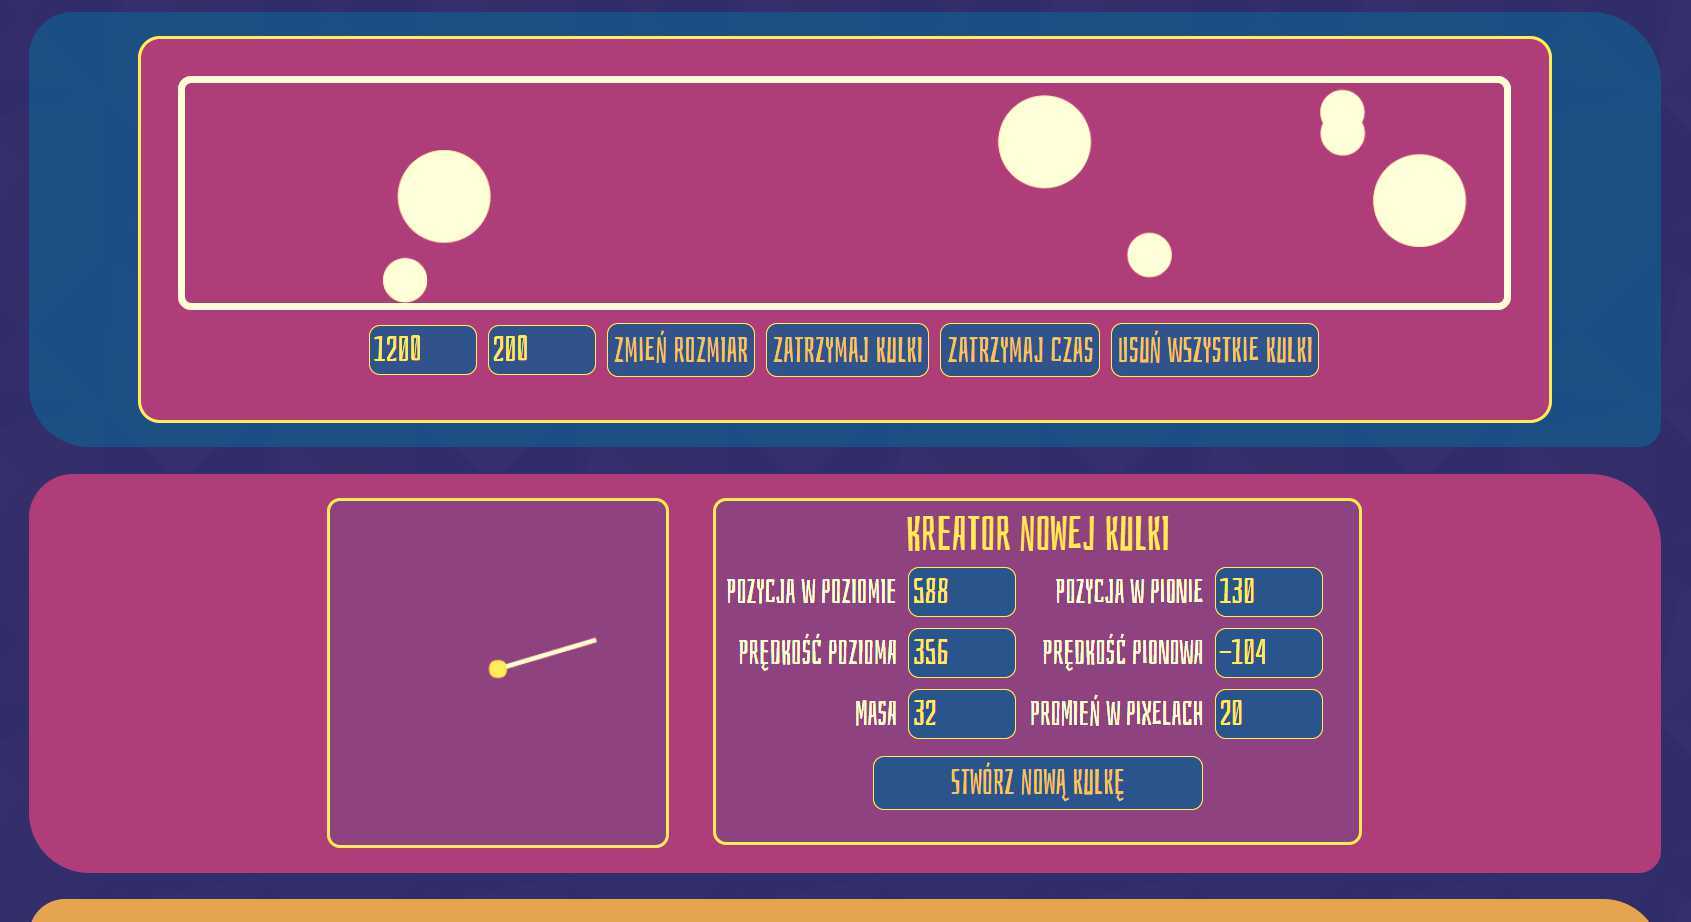 1200 200 ZMIEŃ ROZMIAR ZATRZYMAJ KULKI ZATRZYMAJ CZAS USUŃ WSZYSTKIE KULKI
KREATOR NOWEJ KULKI
POZYCJA W POZIOMIE 588 POZYCJA W PIONIE 130
PRĘDKOŚĆ POZIOMA 356 PRĘDKOŚĆ PIONOWA -104
MASA 32 PROMIEŃ W PIXELACH 20
STWÓRZ NOWĄ KULKĘ